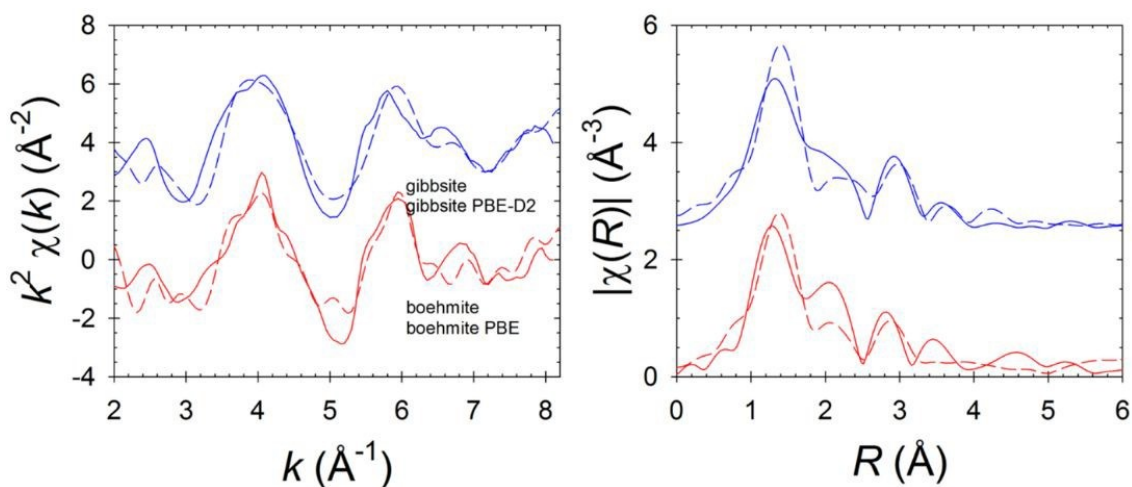 8
6
4
2
0
-2
-4
k² χ(k) (Å⁻²)
gibbsite
gibbsite PBE-D2
boehmite
boehmite PBE
2 3 4 5 6 7 8
k (Å⁻¹)
6
4
2
0
|χ(R)| (Å⁻³)
0 1 2 3 4 5 6
R (Å)